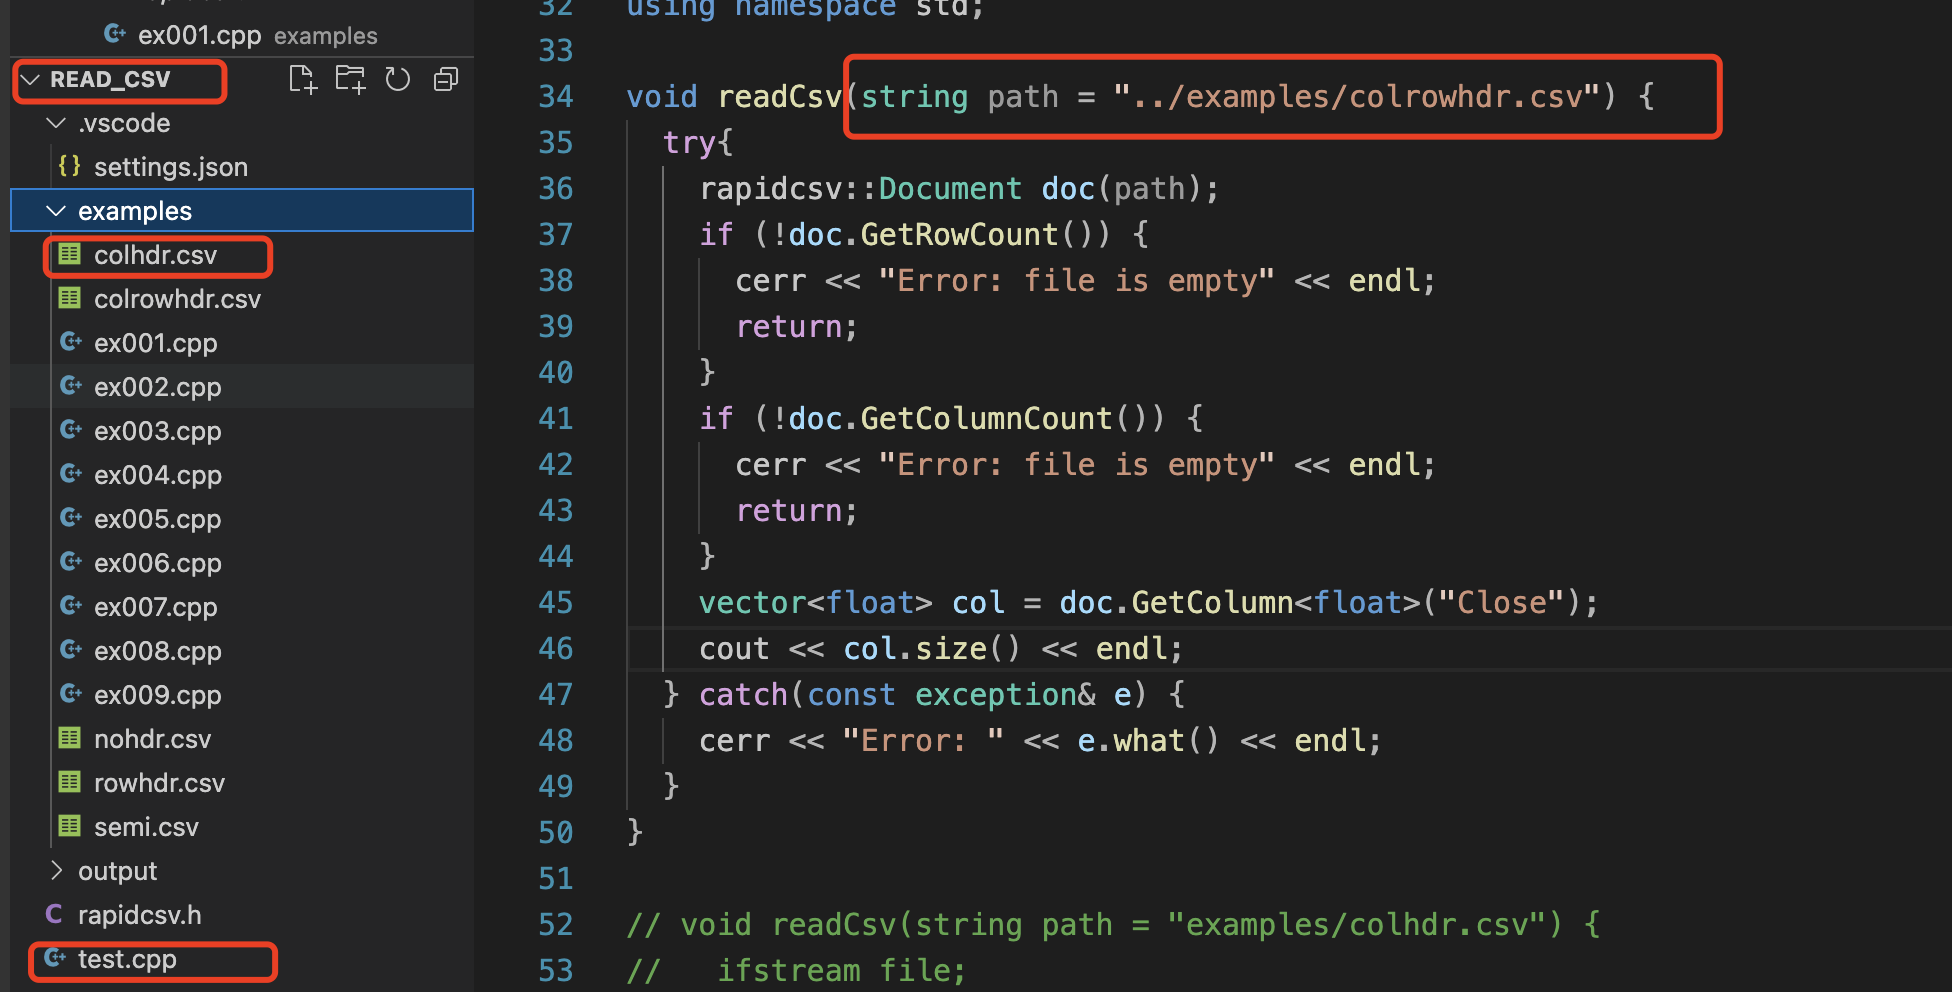 ex001.cpp examples
READ_CSV
.vscode
{} settings.json
examples
colhdr.csv
colrowhdr.csv
ex001.cpp
ex002.cpp
ex003.cpp
ex004.cpp
ex005.cpp
ex006.cpp
ex007.cpp
ex008.cpp
ex009.cpp
nohdr.csv
rowhdr.csv
semi.csv
output
C rapidcsv.h
test.cpp
32 using namespace std;
33
34 void readCsv(string path = "../examples/colrowhdr.csv") {
35 try{
36 rapidcsv::Document doc(path);
37 if (!doc.GetRowCount()) {
38 cerr << "Error: file is empty" << endl;
39 return;
40 }
41 if (!doc.GetColumnCount()) {
42 cerr << "Error: file is empty" << endl;
43 return;
44 }
45 vector<float> col = doc.GetColumn<float>("Close");
46 cout << col.size() << endl;
47 } catch(const exception& e) {
48 cerr << "Error: " << e.what() << endl;
49 }
50 }
51
52 // void readCsv(string path = "examples/colhdr.csv") {
53 // ifstream file;